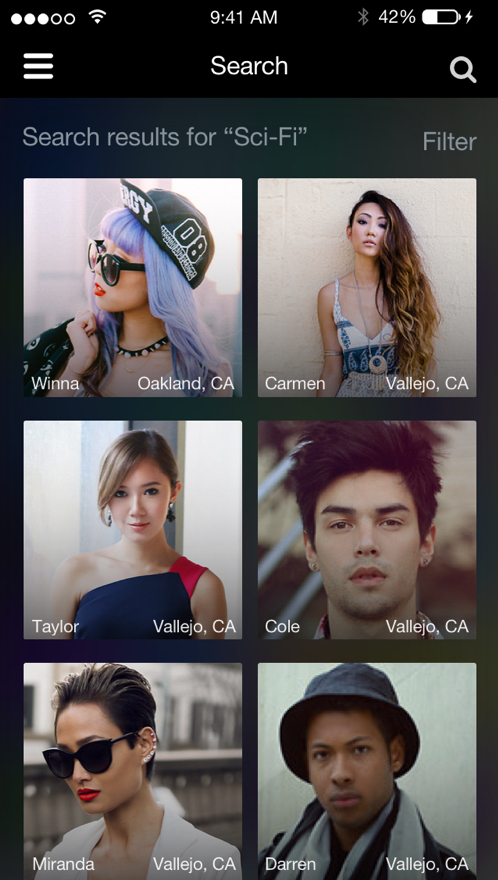 9:41 AM
42%
Search
Search results for “Sci-Fi”
Filter
08
Winna
Oakland, CA
Carmen
Vallejo, CA
Taylor
Vallejo, CA
Cole
Vallejo, CA
Miranda
Vallejo, CA
Darren
Vallejo, CA